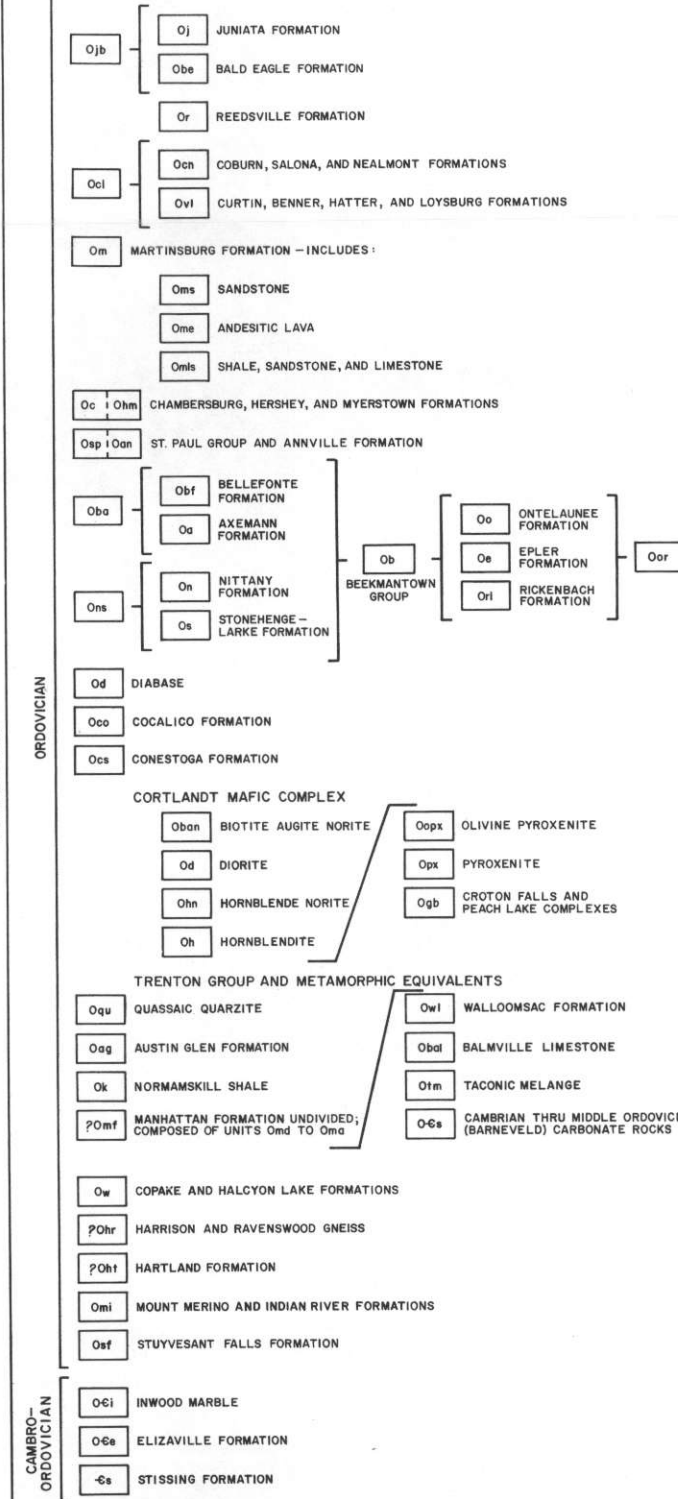 Ojb
Oj JUNIATA FORMATION
Obe BALD EAGLE FORMATION
Or REEDSVILLE FORMATION
Ocl
Ocn COBURN, SALONA, AND NEALMONT FORMATIONS
Ovl CURTIN, BENNER, HATTER, AND LOYSBURG FORMATIONS
Om MARTINSBURG FORMATION – INCLUDES:
Oms SANDSTONE
Ome ANDESITIC LAVA
Omls SHALE, SANDSTONE, AND LIMESTONE
Oc Ohm CHAMBERSBURG, HERSHEY, AND MYERSTOWN FORMATIONS
Osp Oan ST. PAUL GROUP AND ANNVILLE FORMATION
Oba
Obf BELLEFONTE
FORMATION
Oa AXEMANN
FORMATION
Ons
On NITTANY
FORMATION
Os STONEHENGE–
LARKE FORMATION
Ob
BEEKMANTOWN
GROUP
Oo ONTELAUNEE
FORMATION
Oe EPLER
FORMATION
Ori RICKENBACH
FORMATION
Oor
ORDOVICIAN
Od DIABASE
Oco COCALICO FORMATION
Ocs CONESTOGA FORMATION
CORTLANDT MAFIC COMPLEX
Oban BIOTITE AUGITE NORITE
Od DIORITE
Ohn HORNBLENDE NORITE
Oh HORNBLENDITE
Oopx OLIVINE PYROXENITE
Opx PYROXENITE
Ogb CROTON FALLS AND
PEACH LAKE COMPLEXES
TRENTON GROUP AND METAMORPHIC EQUIVALENTS
Oqu QUASSAIC QUARZITE
Oag AUSTIN GLEN FORMATION
Ok NORMAMSKILL SHALE
?Omf MANHATTAN FORMATION UNDIVIDED;
COMPOSED OF UNITS Omd TO Oma
Owl WALLOOMSAC FORMATION
Obal BALMVILLE LIMESTONE
Otm TACONIC MELANGE
O-Єs CAMBRIAN THRU MIDDLE ORDOVICI
(BARNEVELD) CARBONATE ROCKS
Ow COPAKE AND HALCYON LAKE FORMATIONS
?Ohr HARRISON AND RAVENSWOOD GNEISS
?Oht HARTLAND FORMATION
Omi MOUNT MERINO AND INDIAN RIVER FORMATIONS
Osf STUYVESANT FALLS FORMATION
CAMBRO–
ORDOVICIAN
O-Єi INWOOD MARBLE
O-Єe ELIZAVILLE FORMATION
-Єs STISSING FORMATION